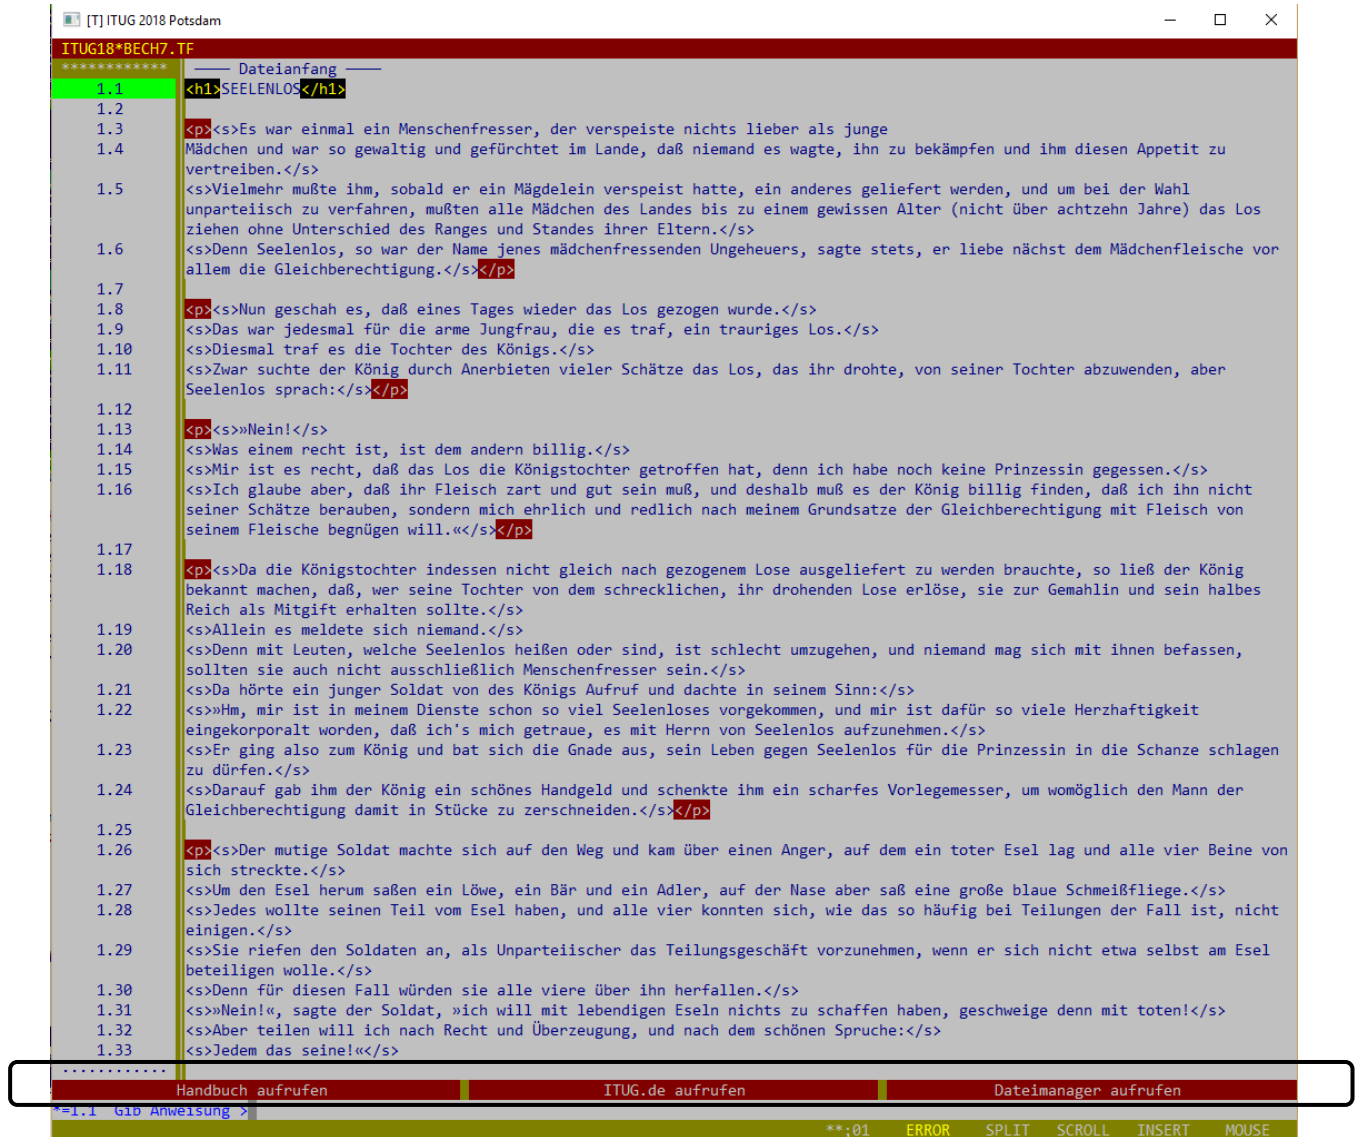 [T] ITUG 2018 Potsdam
ITUG18*BECH7.TF
************ —— Dateianfang ——
1.1 <h1>SEELENLOS</h1>
1.2
1.3 <p><s>Es war einmal ein Menschenfresser, der verspeiste nichts lieber als junge
1.4 Mädchen und war so gewaltig und gefürchtet im Lande, daß niemand es wagte, ihn zu bekämpfen und ihm diesen Appetit zu
vertreiben.</s>
1.5 <s>Vielmehr mußte ihm, sobald er ein Mägdelein verspeist hatte, ein anderes geliefert werden, und um bei der Wahl
unparteiisch zu verfahren, mußten alle Mädchen des Landes bis zu einem gewissen Alter (nicht über achtzehn Jahre) das Los
ziehen ohne Unterschied des Ranges und Standes ihrer Eltern.</s>
1.6 <s>Denn Seelenlos, so war der Name jenes mädchenfressenden Ungeheuers, sagte stets, er liebe nächst dem Mädchenfleische vor
allem die Gleichberechtigung.</s></p>
1.7
1.8 <p><s>Nun geschah es, daß eines Tages wieder das Los gezogen wurde.</s>
1.9 <s>Das war jedesmal für die arme Jungfrau, die es traf, ein trauriges Los.</s>
1.10 <s>Diesmal traf es die Tochter des Königs.</s>
1.11 <s>Zwar suchte der König durch Anerbieten vieler Schätze das Los, das ihr drohte, von seiner Tochter abzuwenden, aber
Seelenlos sprach:</s></p>
1.12
1.13 <p><s>»Nein!</s>
1.14 <s>Was einem recht ist, ist dem andern billig.</s>
1.15 <s>Mir ist es recht, daß das Los die Königstochter getroffen hat, denn ich habe noch keine Prinzessin gegessen.</s>
1.16 <s>Ich glaube aber, daß ihr Fleisch zart und gut sein muß, und deshalb muß es der König billig finden, daß ich ihn nicht
seiner Schätze berauben, sondern mich ehrlich und redlich nach meinem Grundsatze der Gleichberechtigung mit Fleisch von
seinem Fleische begnügen will.«</s></p>
1.17
1.18 <p><s>Da die Königstochter indessen nicht gleich nach gezogenem Lose ausgeliefert zu werden brauchte, so ließ der König
bekannt machen, daß, wer seine Tochter von dem schrecklichen, ihr drohenden Lose erlöse, sie zur Gemahlin und sein halbes
Reich als Mitgift erhalten sollte.</s>
1.19 <s>Allein es meldete sich niemand.</s>
1.20 <s>Denn mit Leuten, welche Seelenlos heißen oder sind, ist schlecht umzugehen, und niemand mag sich mit ihnen befassen,
sollten sie auch nicht ausschließlich Menschenfresser sein.</s>
1.21 <s>Da hörte ein junger Soldat von des Königs Aufruf und dachte in seinem Sinn:</s>
1.22 <s>»Hm, mir ist in meinem Dienste schon so viel Seelenloses vorgekommen, und mir ist dafür so viele Herzhaftigkeit
eingekorporalt worden, daß ich's mich getraue, es mit Herrn von Seelenlos aufzunehmen.</s>
1.23 <s>Er ging also zum König und bat sich die Gnade aus, sein Leben gegen Seelenlos für die Prinzessin in die Schanze schlagen
zu dürfen.</s>
1.24 <s>Darauf gab ihm der König ein schönes Handgeld und schenkte ihm ein scharfes Vorlegemesser, um womöglich den Mann der
Gleichberechtigung damit in Stücke zu zerschneiden.</s></p>
1.25
1.26 <p><s>Der mutige Soldat machte sich auf den Weg und kam über einen Anger, auf dem ein toter Esel lag und alle vier Beine von
sich streckte.</s>
1.27 <s>Um den Esel herum saßen ein Löwe, ein Bär und ein Adler, auf der Nase aber saß eine große blaue Schmeißfliege.</s>
1.28 <s>Jedes wollte seinen Teil vom Esel haben, und alle vier konnten sich, wie das so häufig bei Teilungen der Fall ist, nicht
einigen.</s>
1.29 <s>Sie riefen den Soldaten an, als Unparteiischer das Teilungsgeschäft vorzunehmen, wenn er sich nicht etwa selbst am Esel
beteiligen wolle.</s>
1.30 <s>Denn für diesen Fall würden sie alle viere über ihn herfallen.</s>
1.31 <s>»Nein!«, sagte der Soldat, »ich will mit lebendigen Eseln nichts zu schaffen haben, geschweige denn mit toten!</s>
1.32 <s>Aber teilen will ich nach Recht und Überzeugung, und nach dem schönen Spruche:</s>
1.33 <s>Jedem das seine!«</s>
............
Handbuch aufrufen ITUG.de aufrufen Dateimanager aufrufen
*=1.1 Gib Anweisung >
**;01 ERROR SPLIT SCROLL INSERT MOUSE